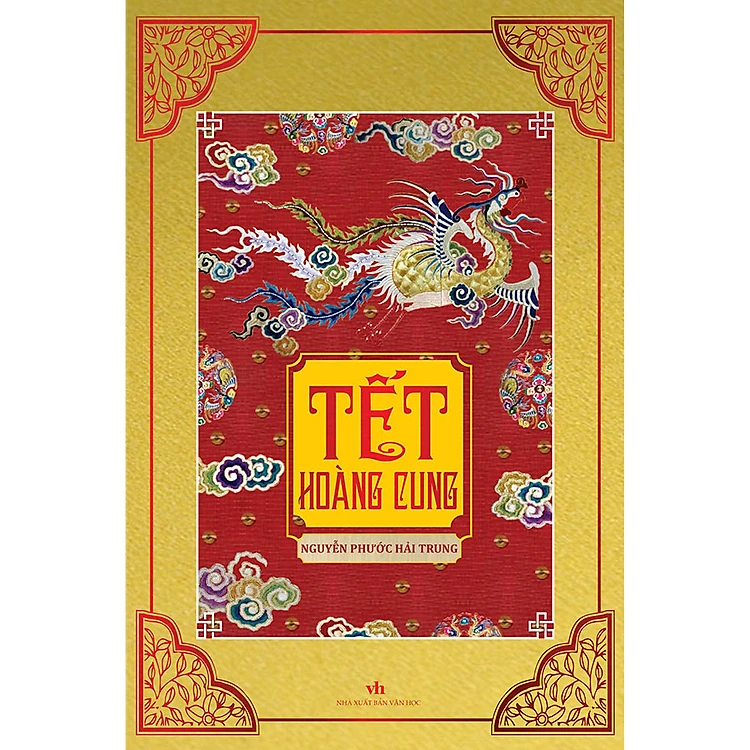 TẾT
HOÀNG CUNG
NGUYỄN PHƯỚC HẢI TRUNG
vh
NHÀ XUẤT BẢN VĂN HỌC